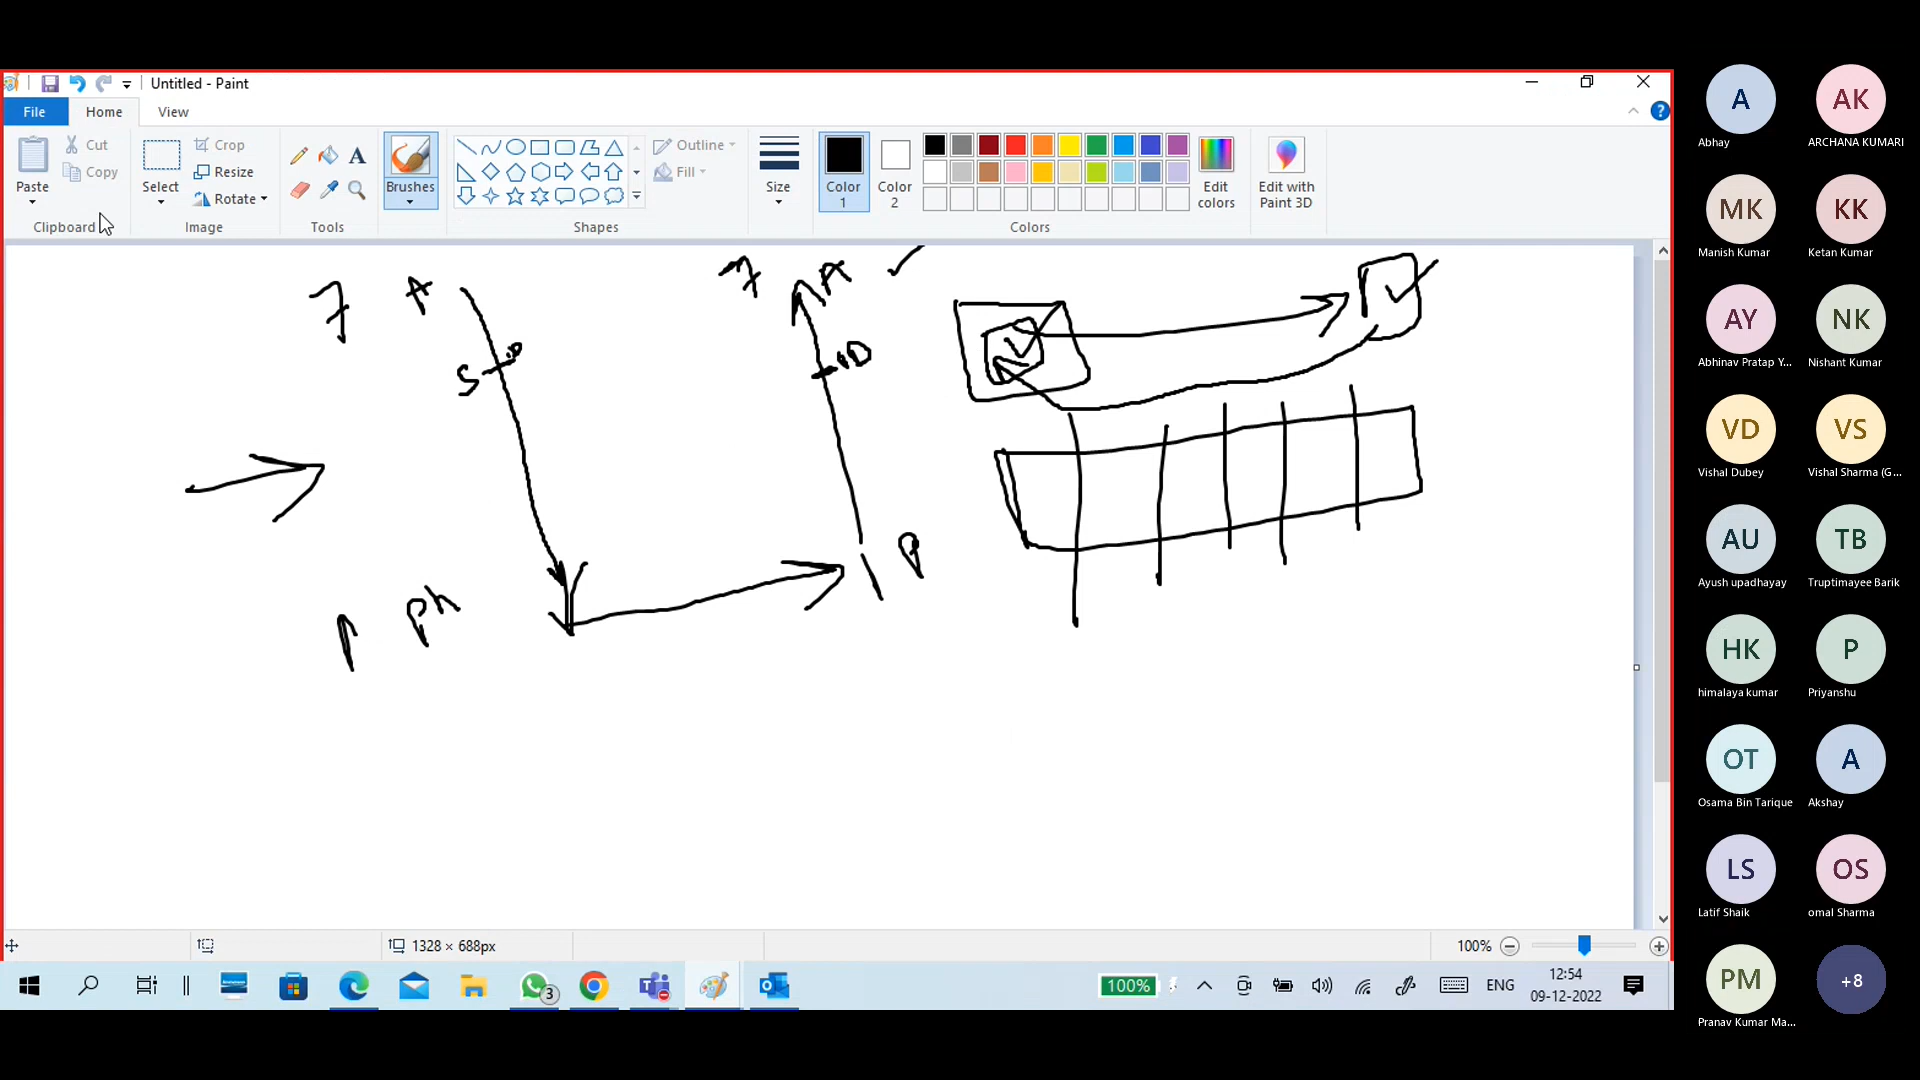 Untitled - Paint
File
Home
View
Paste
Cut
Copy
Clipboard
Select
Crop
Resize
Rotate
Image
A
Tools
Brushes
Shapes
Outline
Fill
Size
Color 1
Color 2
Edit colors
Edit with Paint 3D
Colors
7 A
7 A
S
D
P
P Ph
1328 × 688px
100%
3
100%
ENG
12:54
09-12-2022
A
Abhay
AK
ARCHANA KUMARI
MK
Manish Kumar
KK
Ketan Kumar
AY
Abhinav Pratap Y...
NK
Nishant Kumar
VD
Vishal Dubey
VS
Vishal Sharma (G...
AU
Ayush upadhayay
TB
Truptimayee Barik
HK
himalaya kumar
P
Priyanshu
OT
Osama Bin Tarique
A
Akshay
LS
Latif Shaik
OS
omal Sharma
PM
Pranav Kumar Ma...
+8